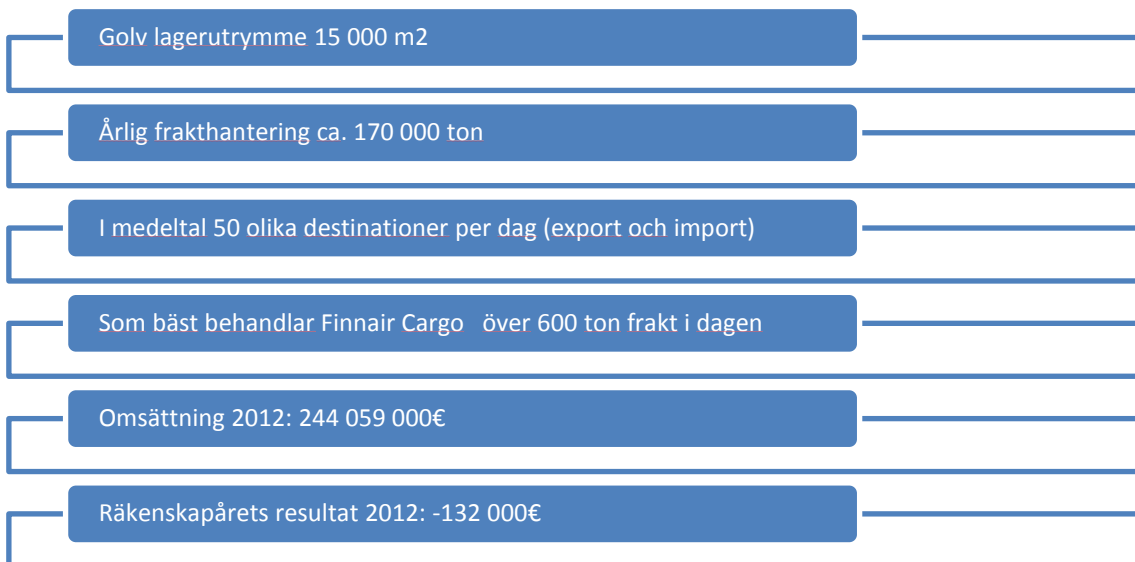 Golv lagerutrymme 15 000 m2
Årlig frakthantering ca. 170 000 ton
I medeltal 50 olika destinationer per dag (export och import)
Som bäst behandlar Finnair Cargo   över 600 ton frakt i dagen
Omsättning 2012: 244 059 000€
Räkenskapårets resultat 2012: -132 000€